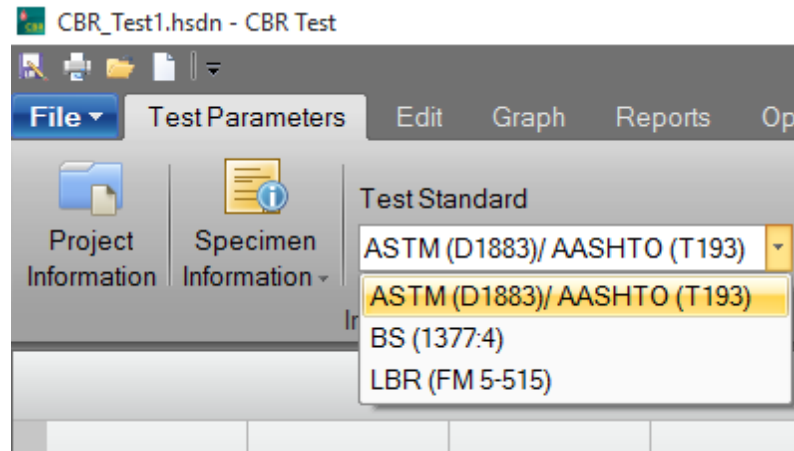 CBR_Test1.hsdn - CBR Test
File Test Parameters Edit Graph Reports
Project Information
Specimen Information
Test Standard
ASTM (D1883)/ AASHTO (T193)
ASTM (D1883)/ AASHTO (T193)
BS (1377:4)
LBR (FM 5-515)